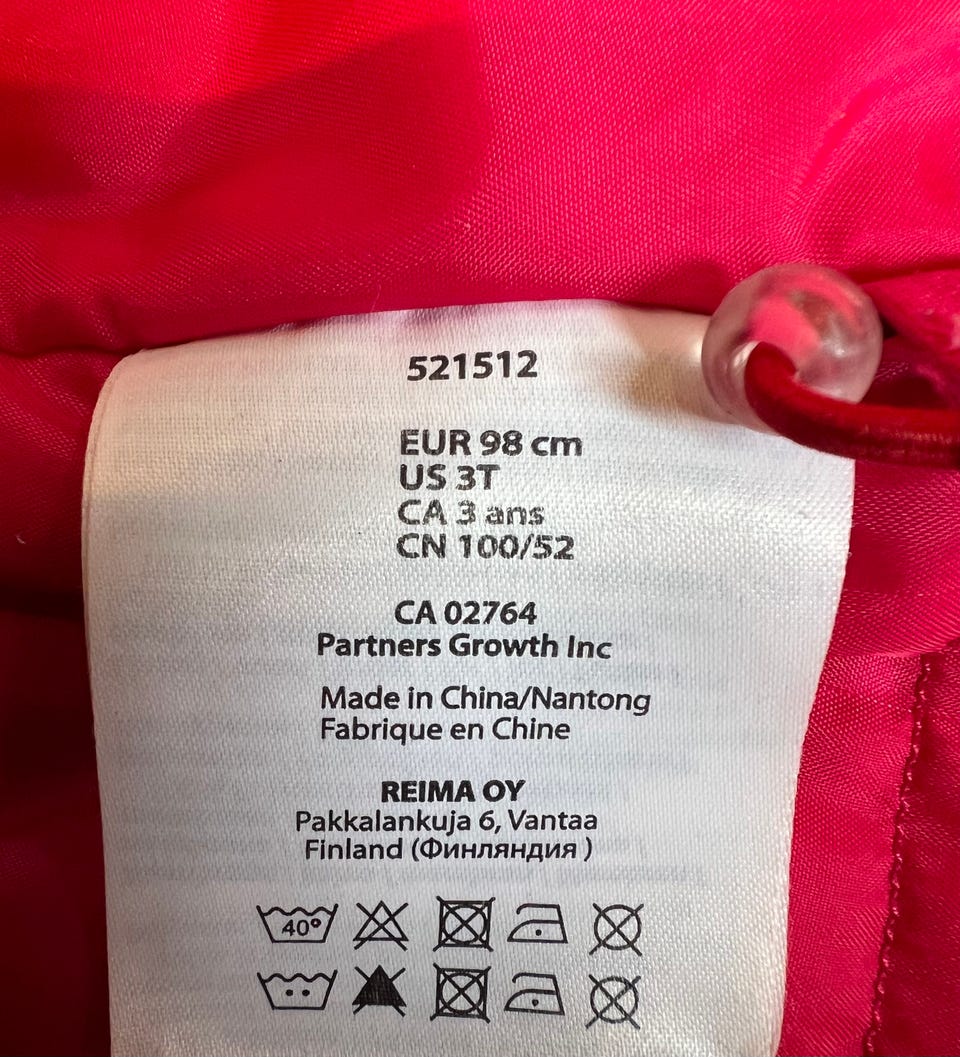 521512
EUR 98 cm
US 3T
CA 3 ans
CN 100/52
CA 02764
Partners Growth Inc
Made in China/Nantong
Fabrique en Chine
REIMA OY
Pakkalankuja 6, Vantaa
Finland (Финляндия )
40°